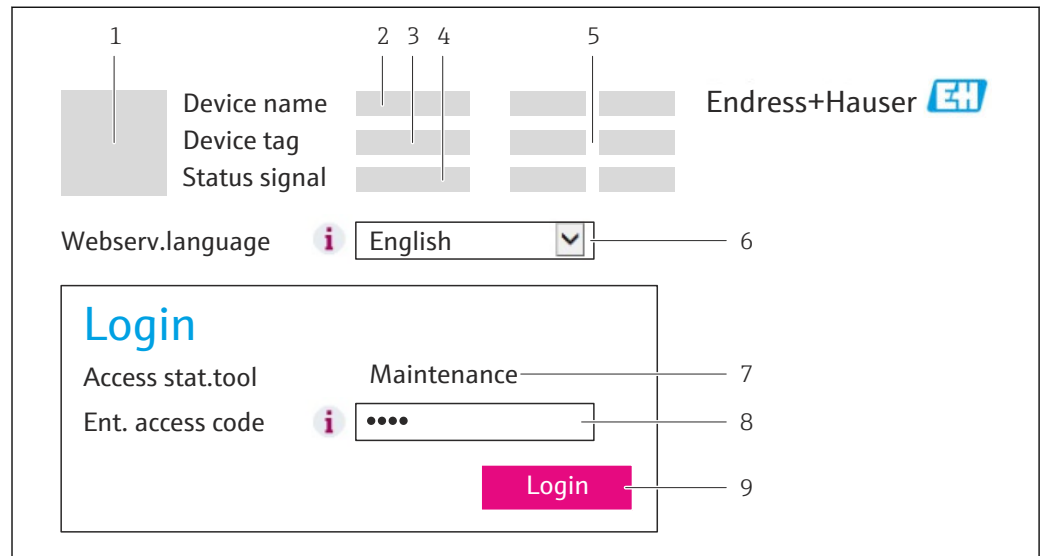 1 2 3 4 5
Device name
Endress+Hauser EH
Device tag
Status signal
Webserv.language i English 6
Login
Access stat.tool Maintenance 7
Ent. access code i •••• 8
Login 9